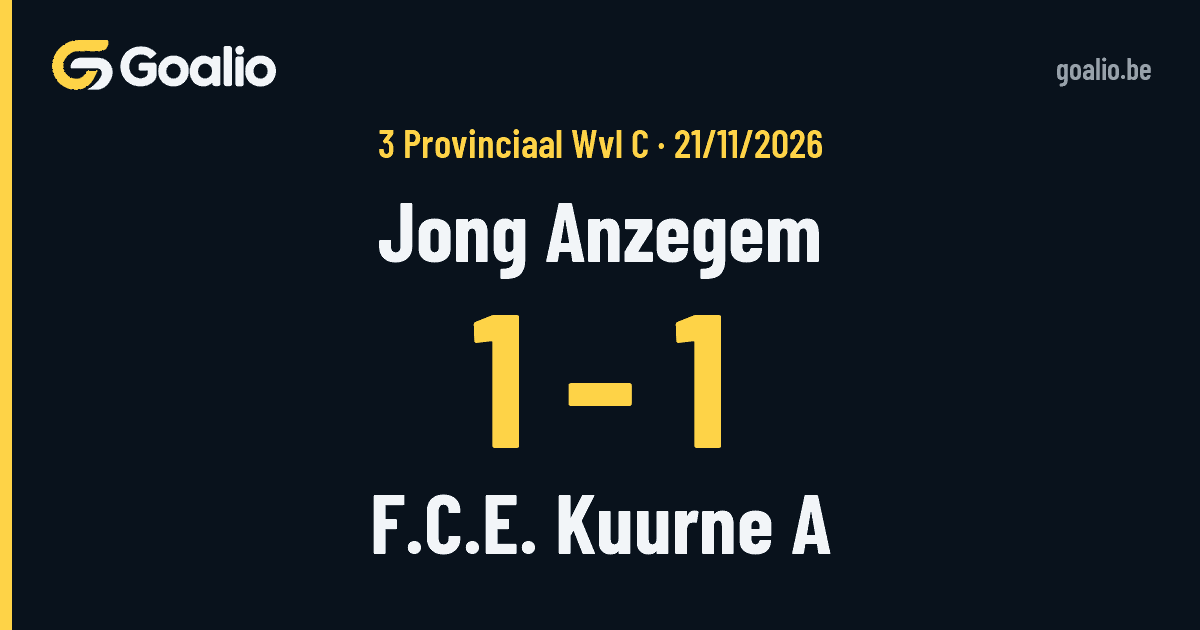 Goalio
goalio.be
3 Provinciaal Wvl C · 21/11/2026
Jong Anzegem
1 – 1
F.C.E. Kuurne A